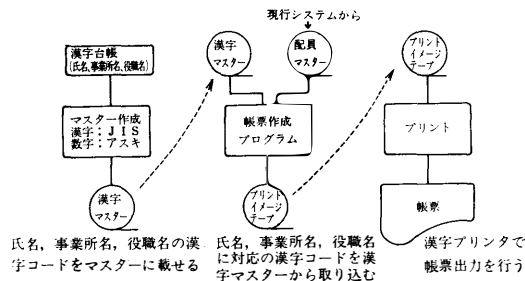 現行システムから
漢字台帳
(氏名,事業所名,役職名)
マスター作成
漢字:JIS
数字:アスキ
漢字
マスター
氏名,事業所名,役職名の漢
字コードをマスターに載せる
漢字
マスター
配員
マスター
帳票作成
プログラム
プリント
イメージ
テープ
氏名,事業所名,役職名
に対応の漢字コードを漢
字マスターから取り込む
プリント
イメージ
テープ
プリント
帳票
漢字プリンタで
帳票出力を行う